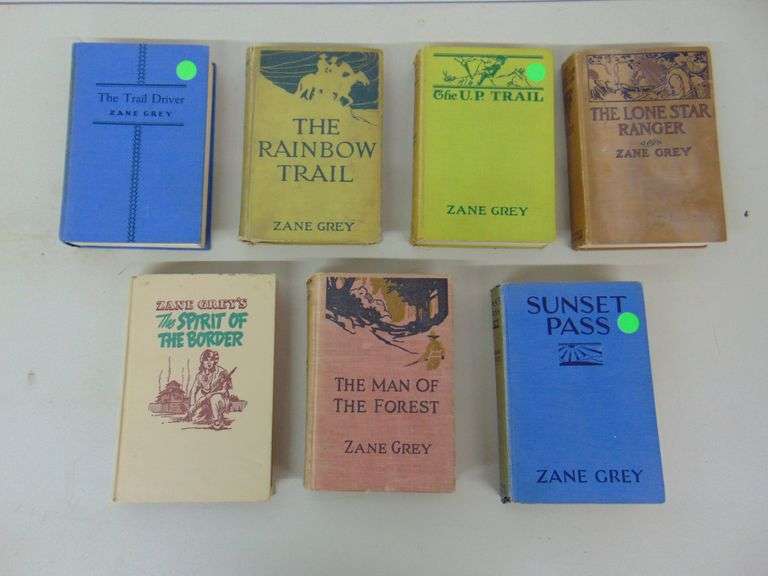 The Trail Driver
ZANE GREY
THE
RAINBOW
TRAIL
ZANE GREY
The U.P. TRAIL
ZANE GREY
THE LONE STAR
RANGER
ZANE GREY
ZANE GREY'S
The SPIRIT OF
THE BORDER
THE MAN OF
THE FOREST
ZANE GREY
SUNSET
PASS
ZANE GREY